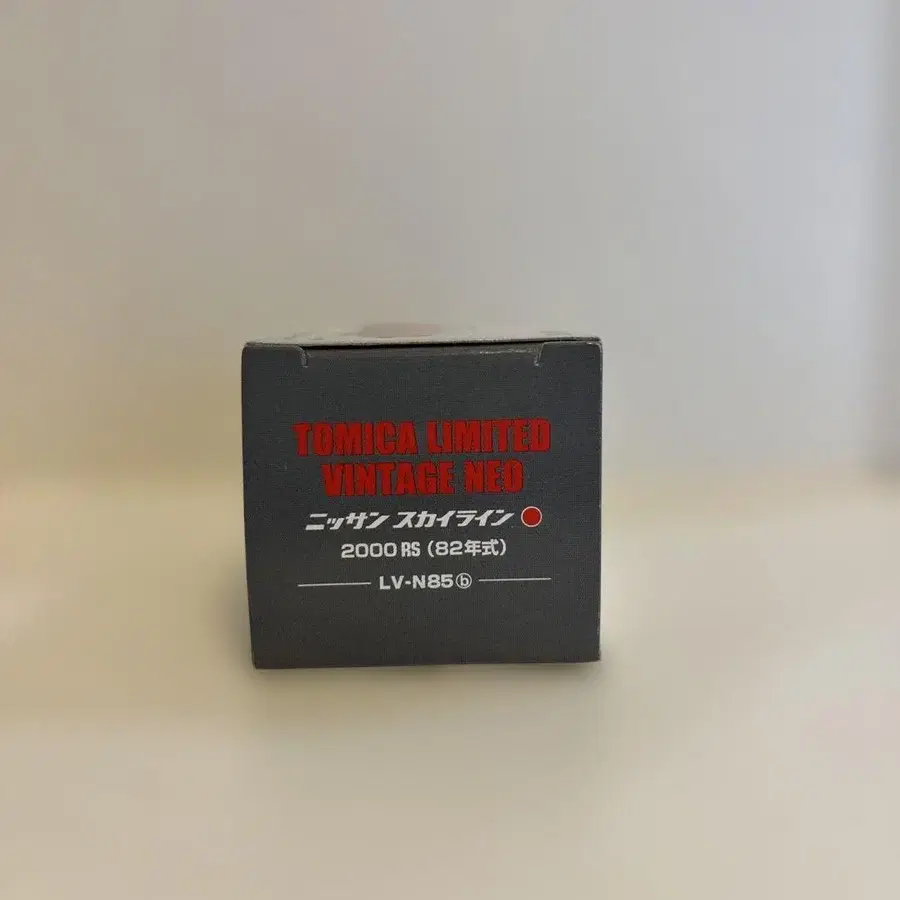 TOMICA LIMITED
VINTAGE NEO
ニッサン スカイライン
2000 RS (82年式)
LV-N85ⓑ